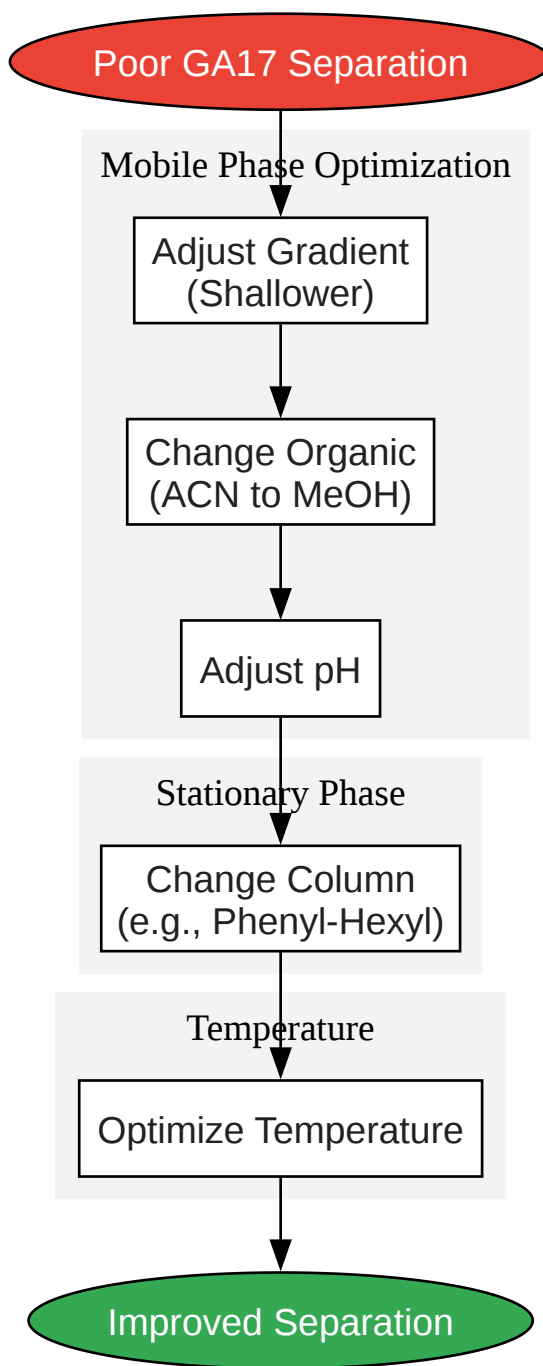 Poor GA17 Separation
Mobile Phase Optimization
Adjust Gradient
(Shallower)
Change Organic
(ACN to MeOH)
Adjust pH
Stationary Phase
Change Column
(e.g., Phenyl-Hexyl)
Temperature
Optimize Temperature
Improved Separation